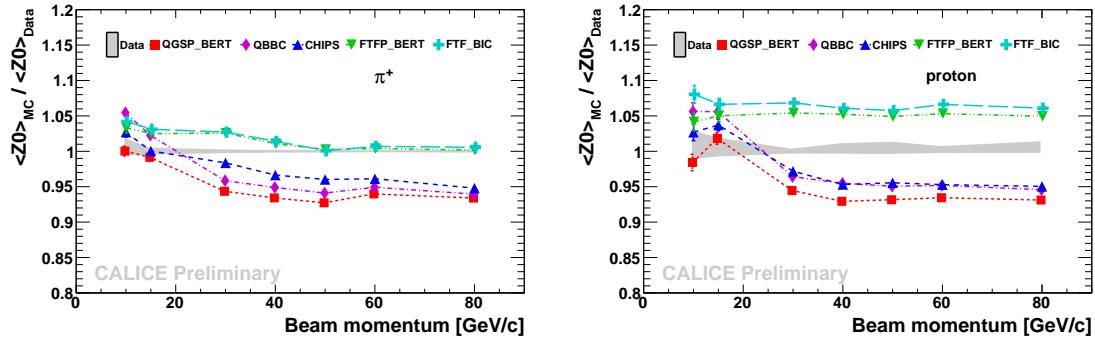 <Z0>MC / <Z0>Data
1.2
1.15
1.1
1.05
1
0.95
0.9
0.85
0.8
Data QGSP_BERT QBBC CHIPS FTFP_BERT FTF_BIC
π+
CALICE Preliminary
0 20 40 60 80
Beam momentum [GeV/c]
<Z0>MC / <Z0>Data
1.2
1.15
1.1
1.05
1
0.95
0.9
0.85
0.8
Data QGSP_BERT QBBC CHIPS FTFP_BERT FTF_BIC
proton
CALICE Preliminary
0 20 40 60 80
Beam momentum [GeV/c]